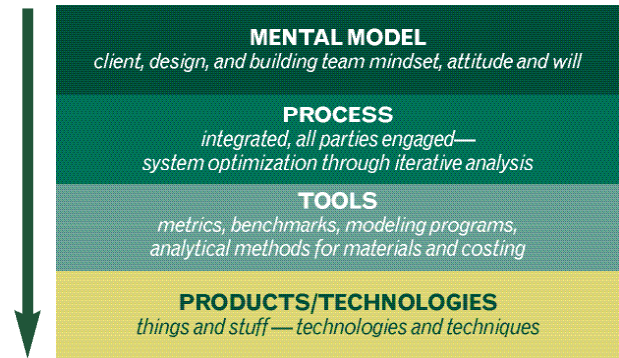 MENTAL MODEL
client, design, and building team mindset, attitude and will
PROCESS
integrated, all parties engaged—
system optimization through iterative analysis
TOOLS
metrics, benchmarks, modeling programs,
analytical methods for materials and costing
PRODUCTS/TECHNOLOGIES
things and stuff — technologies and techniques